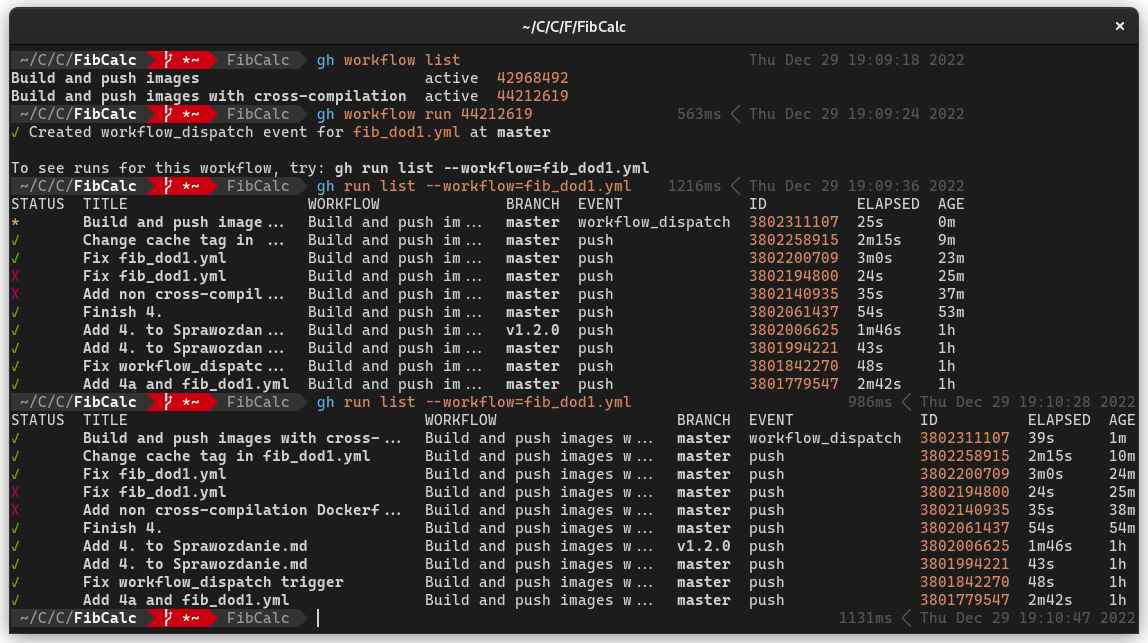 ~/C/C/F/FibCalc ×
~/C/C/FibCalc *~ FibCalc gh workflow list Thu Dec 29 19:09:18 2022
Build and push images active 42968492
Build and push images with cross-compilation active 44212619
~/C/C/FibCalc *~ FibCalc gh workflow run 44212619 563ms Thu Dec 29 19:09:24 2022
✓ Created workflow_dispatch event for fib_dod1.yml at master
To see runs for this workflow, try: gh run list --workflow=fib_dod1.yml
~/C/C/FibCalc *~ FibCalc gh run list --workflow=fib_dod1.yml 1216ms Thu Dec 29 19:09:36 2022
STATUS TITLE WORKFLOW BRANCH EVENT ID ELAPSED AGE
* Build and push image... Build and push im... master workflow_dispatch 3802311107 25s 0m
✓ Change cache tag in ... Build and push im... master push 3802258915 2m15s 9m
✓ Fix fib_dod1.yml Build and push im... master push 3802200709 3m0s 23m
X Fix fib_dod1.yml Build and push im... master push 3802194800 24s 25m
X Add non cross-compil... Build and push im... master push 3802140935 35s 37m
✓ Finish 4. Build and push im... master push 3802061437 54s 53m
✓ Add 4. to Sprawozdan... Build and push im... v1.2.0 push 3802006625 1m46s 1h
✓ Add 4. to Sprawozdan... Build and push im... master push 3801994221 43s 1h
✓ Fix workflow_dispatc... Build and push im... master push 3801842270 48s 1h
✓ Add 4a and fib_dod1.yml Build and push im... master push 3801779547 2m42s 1h
~/C/C/FibCalc *~ FibCalc gh run list --workflow=fib_dod1.yml 986ms Thu Dec 29 19:10:28 2022
STATUS TITLE WORKFLOW BRANCH EVENT ID ELAPSED AGE
✓ Build and push images with cross-... Build and push images w... master workflow_dispatch 3802311107 39s 1m
✓ Change cache tag in fib_dod1.yml Build and push images w... master push 3802258915 2m15s 10m
✓ Fix fib_dod1.yml Build and push images w... master push 3802200709 3m0s 24m
X Fix fib_dod1.yml Build and push images w... master push 3802194800 24s 25m
X Add non cross-compilation Dockerf... Build and push images w... master push 3802140935 35s 38m
✓ Finish 4. Build and push images w... master push 3802061437 54s 54m
✓ Add 4. to Sprawozdanie.md Build and push images w... v1.2.0 push 3802006625 1m46s 1h
✓ Add 4. to Sprawozdanie.md Build and push images w... master push 3801994221 43s 1h
✓ Fix workflow_dispatch trigger Build and push images w... master push 3801842270 48s 1h
✓ Add 4a and fib_dod1.yml Build and push images w... master push 3801779547 2m42s 1h
~/C/C/FibCalc *~ FibCalc 1131ms Thu Dec 29 19:10:47 2022